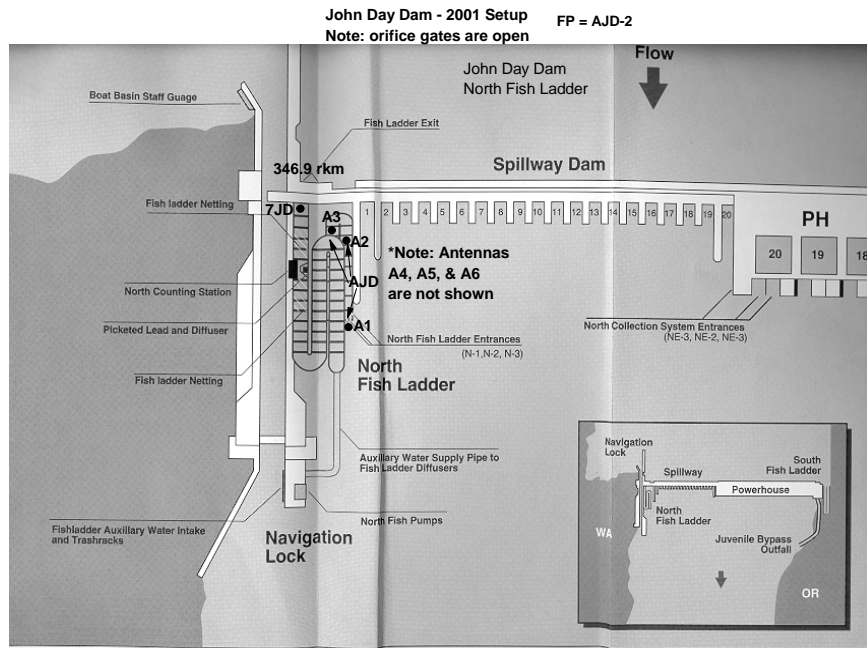 John Day Dam - 2001 Setup
FP = AJD-2
Note: orifice gates are open
Flow
John Day Dam
North Fish Ladder
Boat Basin Staff Guage
Fish Ladder Exit
Spillway Dam
346.9 rkm
Fish ladder Netting
7JD
A3
A2
1 2 3 4 5 6 7 8 9 10 11 12 13 14 15 16 17 18 19 20
PH
20
19
18
*Note: Antennas
A4, A5, & A6
are not shown
AJD
North Counting Station
Picketed Lead and Diffuser
A1
North Fish Ladder Entrances
(N-1,N-2, N-3)
North Collection System Entrances
(NE-3, NE-2, NE-3)
North
Fish Ladder
Fish ladder Netting
Auxillary Water Supply Pipe to
Fish Ladder Diffusers
North Fish Pumps
Fishladder Auxillary Water Intake
and Trashracks
Navigation
Lock
Navigation
Lock
Spillway
South
Fish Ladder
Powerhouse
North
Fish Ladder
WA
Juvenile Bypass
Outfall
OR